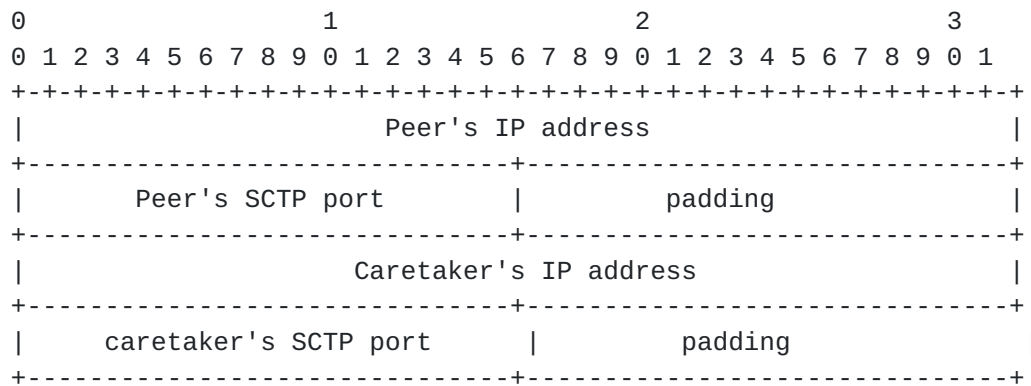 0                   1                   2                   3
0 1 2 3 4 5 6 7 8 9 0 1 2 3 4 5 6 7 8 9 0 1 2 3 4 5 6 7 8 9 0 1
+-+-+-+-+-+-+-+-+-+-+-+-+-+-+-+-+-+-+-+-+-+-+-+-+-+-+-+-+-+-+-+-+
|                       Peer's IP address                       |
+-------------------------------+-------------------------------+
|       Peer's SCTP port        |         padding               |
+-------------------------------+-------------------------------+
|                     Caretaker's IP address                    |
+-------------------------------+-------------------------------+
|     caretaker's SCTP port      |         padding
+-------------------------------+-------------------------------+